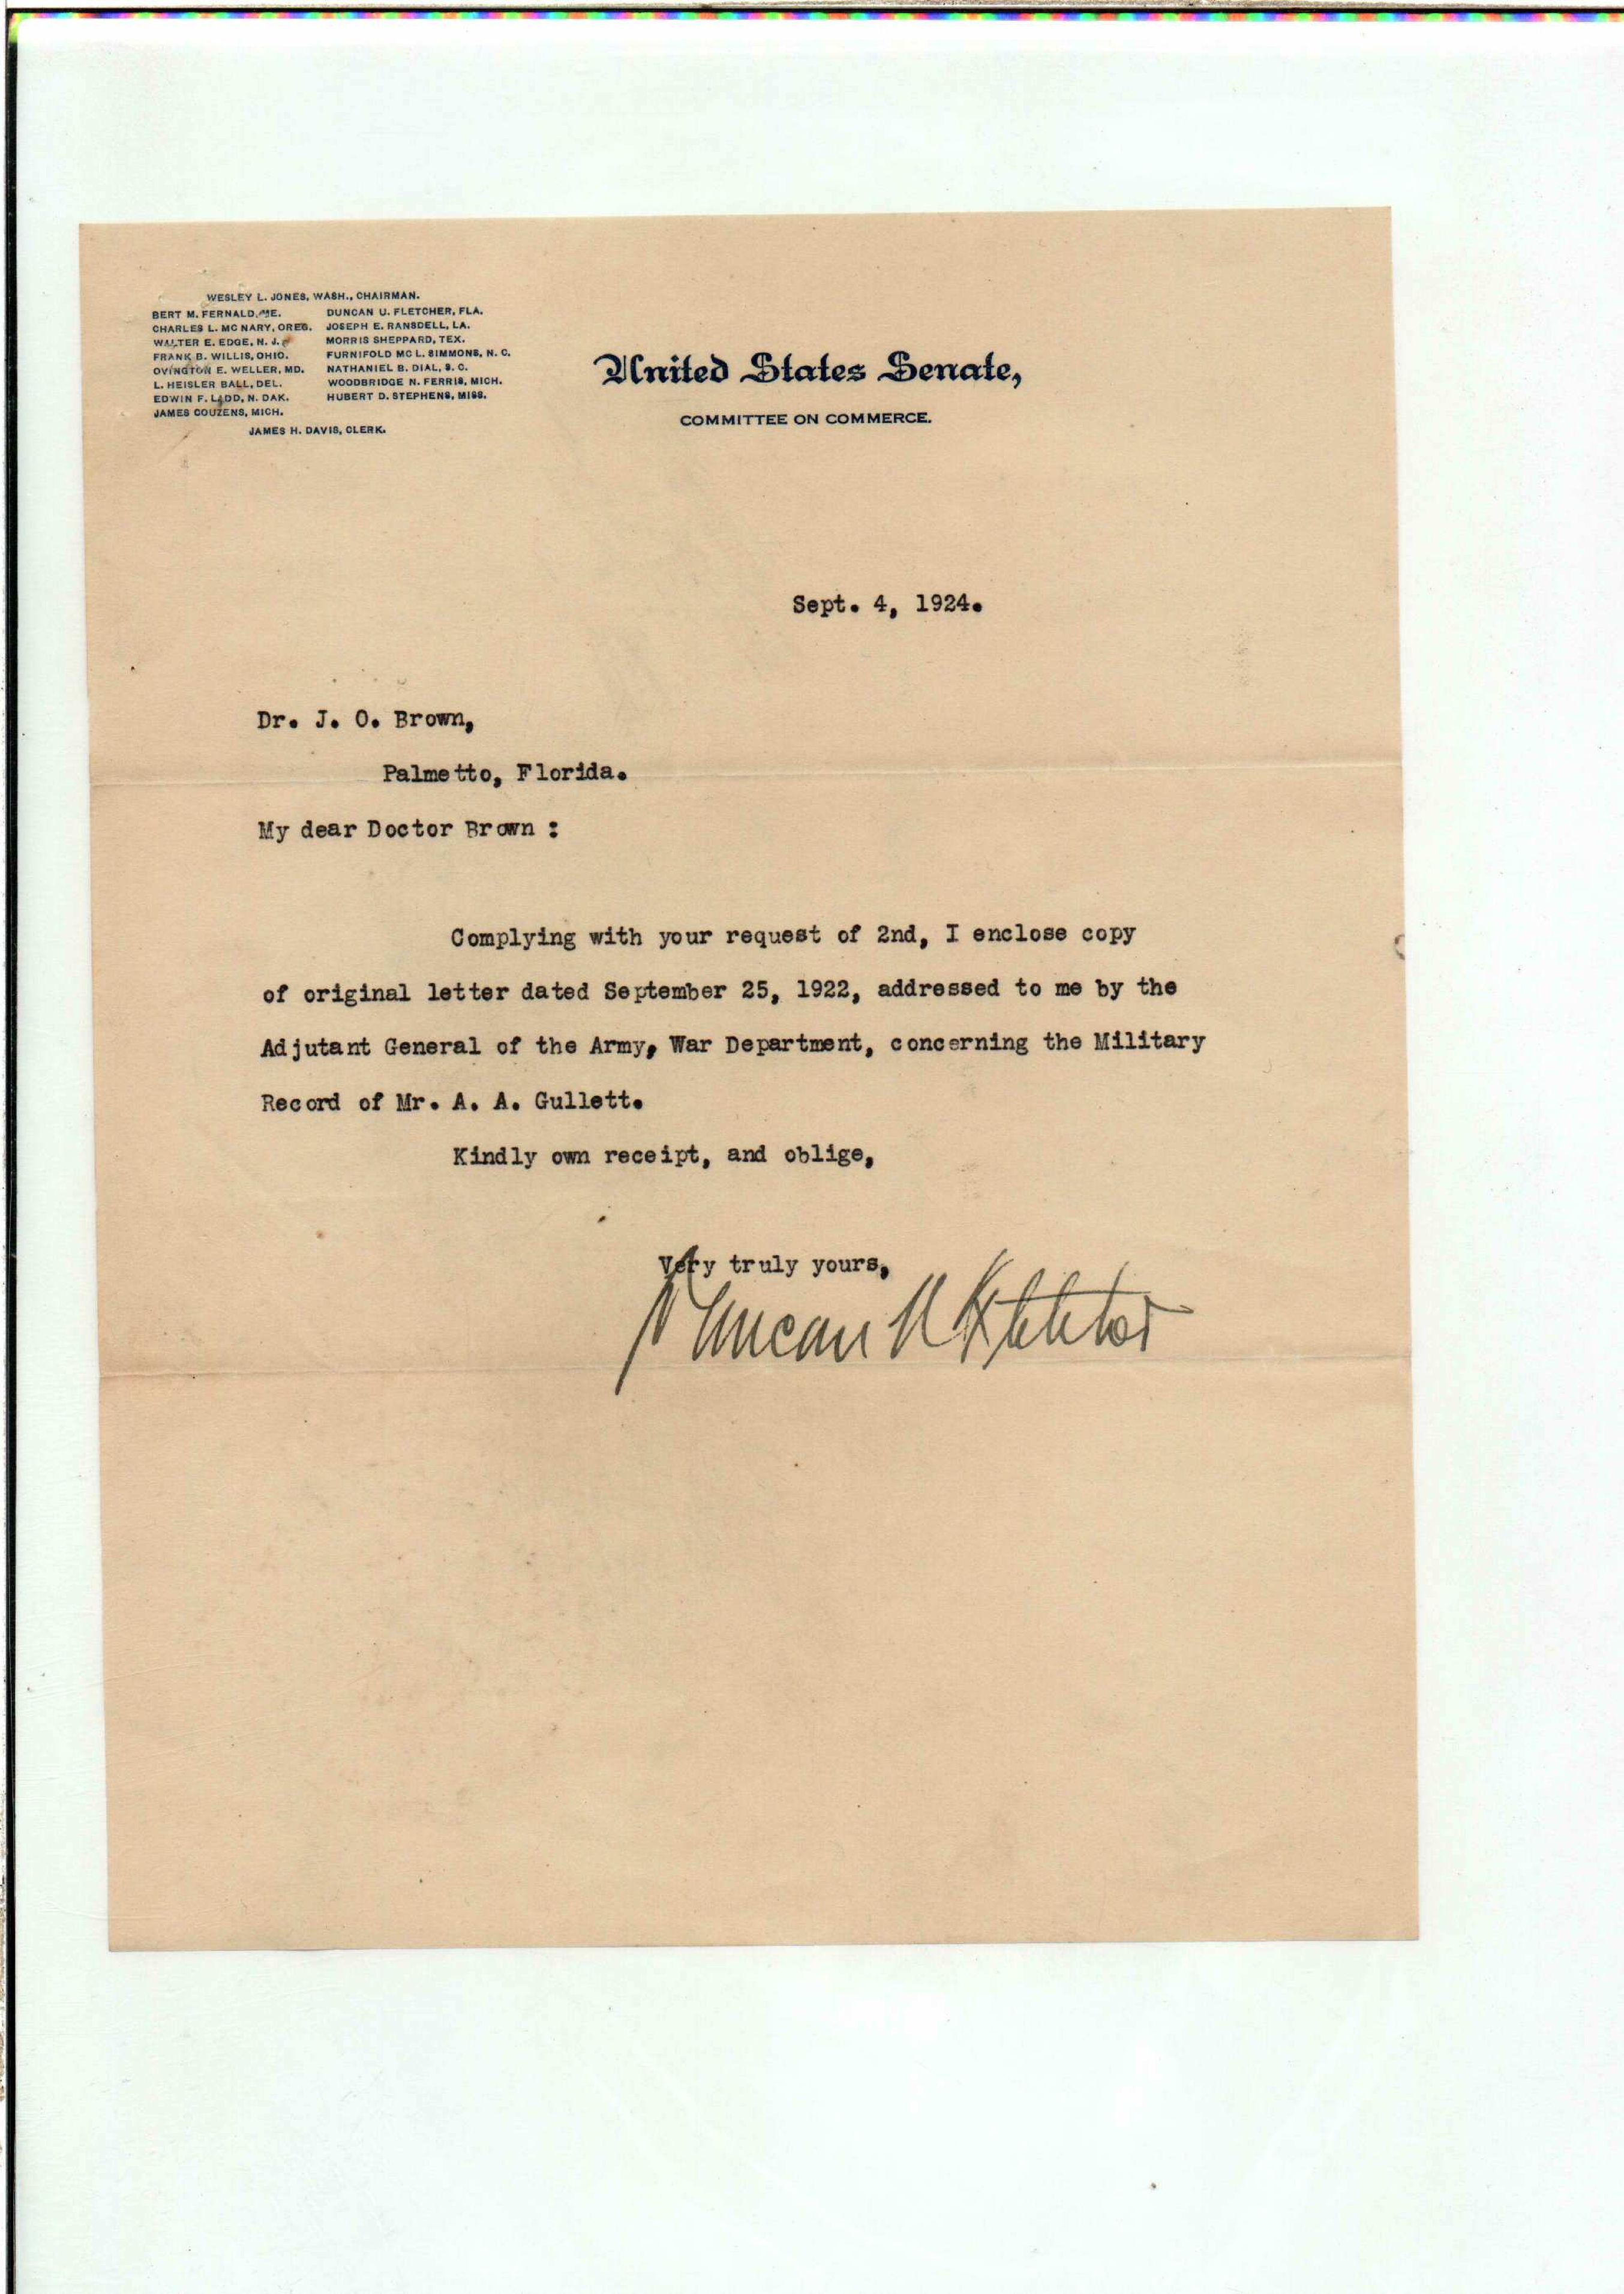 WESLEY L. JONES, WASH., CHAIRMAN.
BERT M. FERNALD, ME.
CHARLES L. MC NARY, OREG.
WALTER E. EDGE, N. J.
FRANK B. WILLIS, OHIO.
OVINGTON E. WELLER, MD.
L. HEISLER BALL, DEL.
EDWIN F. LADD, N. DAK.
JAMES COUZENS, MICH.
DUNCAN U. FLETCHER, FLA.
JOSEPH E. RANSDELL, LA.
MORRIS SHEPPARD, TEX.
FURNIFOLD MC L. SIMMONS, N. C.
NATHANIEL B. DIAL, S. C.
WOODBRIDGE N. FERRIS, MICH.
HUBERT D. STEPHENS, MISS.
JAMES H. DAVIS, CLERK.
United States Senate,
COMMITTEE ON COMMERCE.
Sept. 4, 1924.
Dr. J. O. Brown,
Palmetto, Florida.
My dear Doctor Brown :
Complying with your request of 2nd, I enclose copy
of original letter dated September 25, 1922, addressed to me by the
Adjutant General of the Army, War Department, concerning the Military
Record of Mr. A. A. Gullett.
Kindly own receipt, and oblige,
Very truly yours,
Duncan U Fletcher